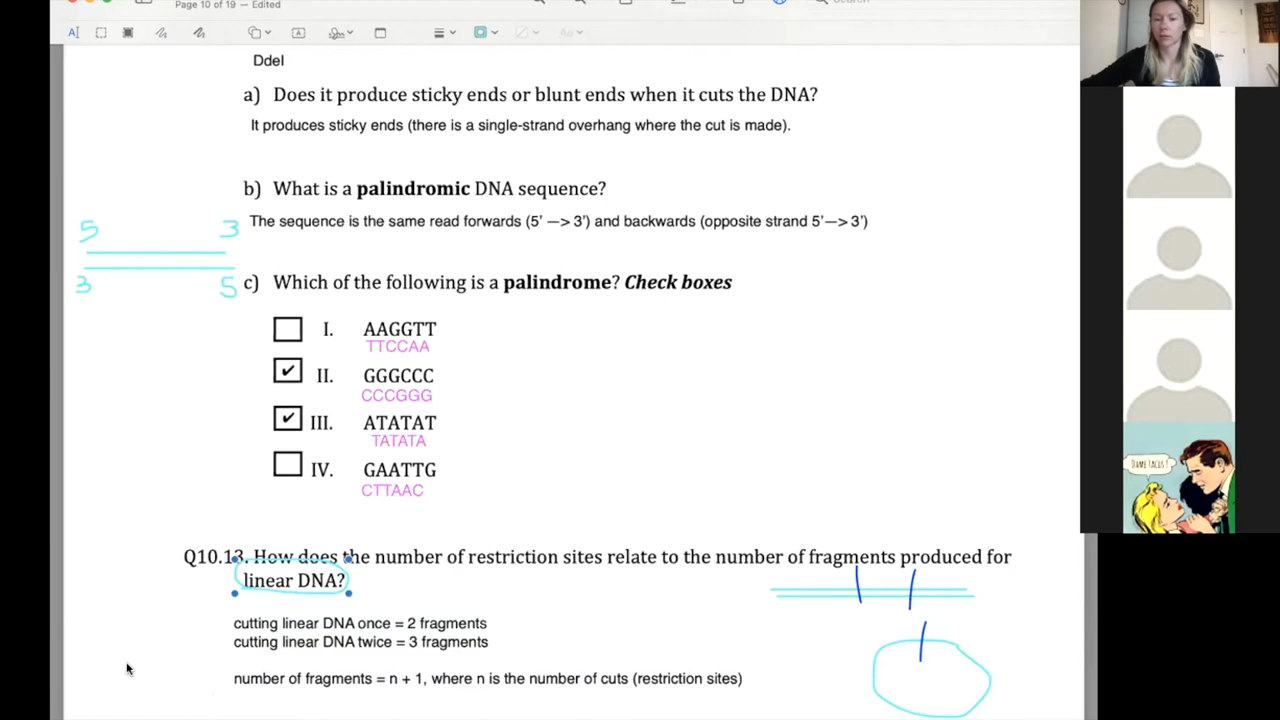 Page 10 of 19 — Edited
Search
DdeI
a) Does it produce sticky ends or blunt ends when it cuts the DNA?
It produces sticky ends (there is a single-strand overhang where the cut is made).
b) What is a palindromic DNA sequence?
The sequence is the same read forwards (5’ —> 3’) and backwards (opposite strand 5’—> 3’)
5 3
3 5
c) Which of the following is a palindrome? Check boxes
I. AAGGTT
TTCCAA
✔ II. GGGCCC
CCCGGG
✔ III. ATATAT
TATATA
IV. GAATTG
CTTAAC
DAME TACOS!
Q10.13. How does the number of restriction sites relate to the number of fragments produced for
linear DNA?
cutting linear DNA once = 2 fragments
cutting linear DNA twice = 3 fragments
number of fragments = n + 1, where n is the number of cuts (restriction sites)